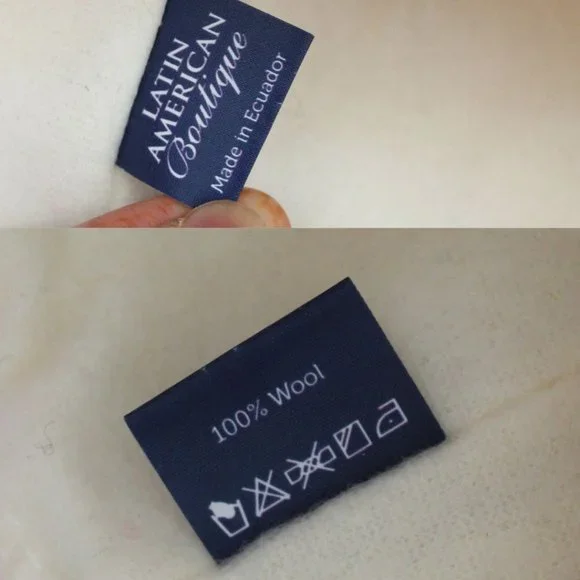 LATIN
AMERICAN
Boutique
Made in Ecuador
100% Wool